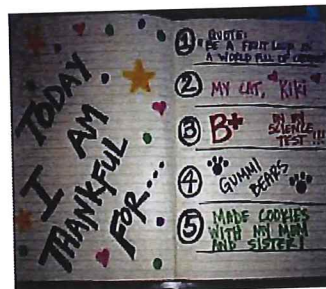 TODAY
I AM
THANKFUL
FOR...
1 QUOTE:
"BE A FRUIT LOOP IN
A WORLD FULL OF
2 MY CAT, KIKI
3 B+ ON MY
SCIENCE
TEST!!!
4 GUMMI
BEARS
5 MADE COOKIES
WITH MY MOM
AND SISTER!